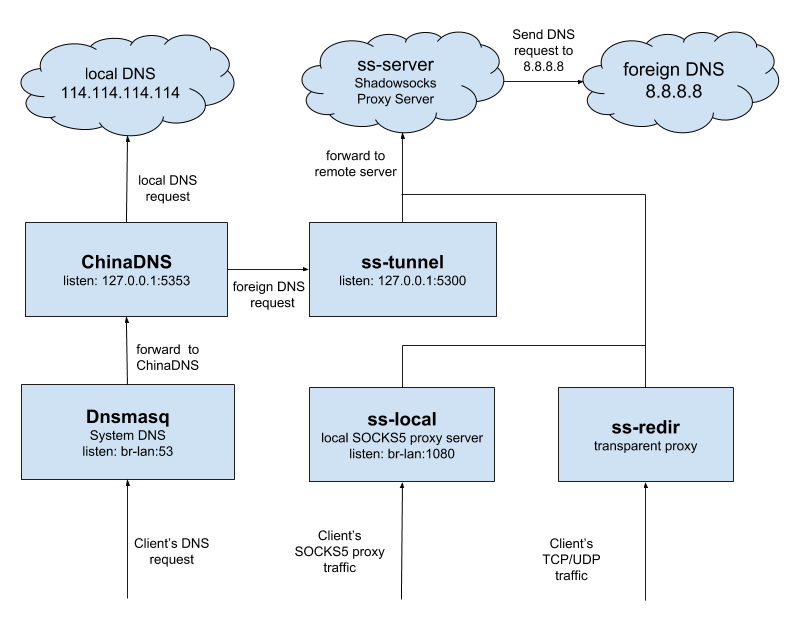 local DNS
114.114.114.114
ss-server
Shadowsocks
Proxy Server
Send DNS
request to
8.8.8.8
foreign DNS
8.8.8.8
local DNS
request
forward to
remote server
ChinaDNS
listen: 127.0.0.1:5353
foreign DNS
request
ss-tunnel
listen: 127.0.0.1:5300
forward to
ChinaDNS
Dnsmasq
System DNS
listen: br-lan:53
ss-local
local SOCKS5 proxy server
listen: br-lan:1080
ss-redir
transparent proxy
Client's DNS
request
Client's
SOCKS5 proxy
traffic
Client's
TCP/UDP
traffic